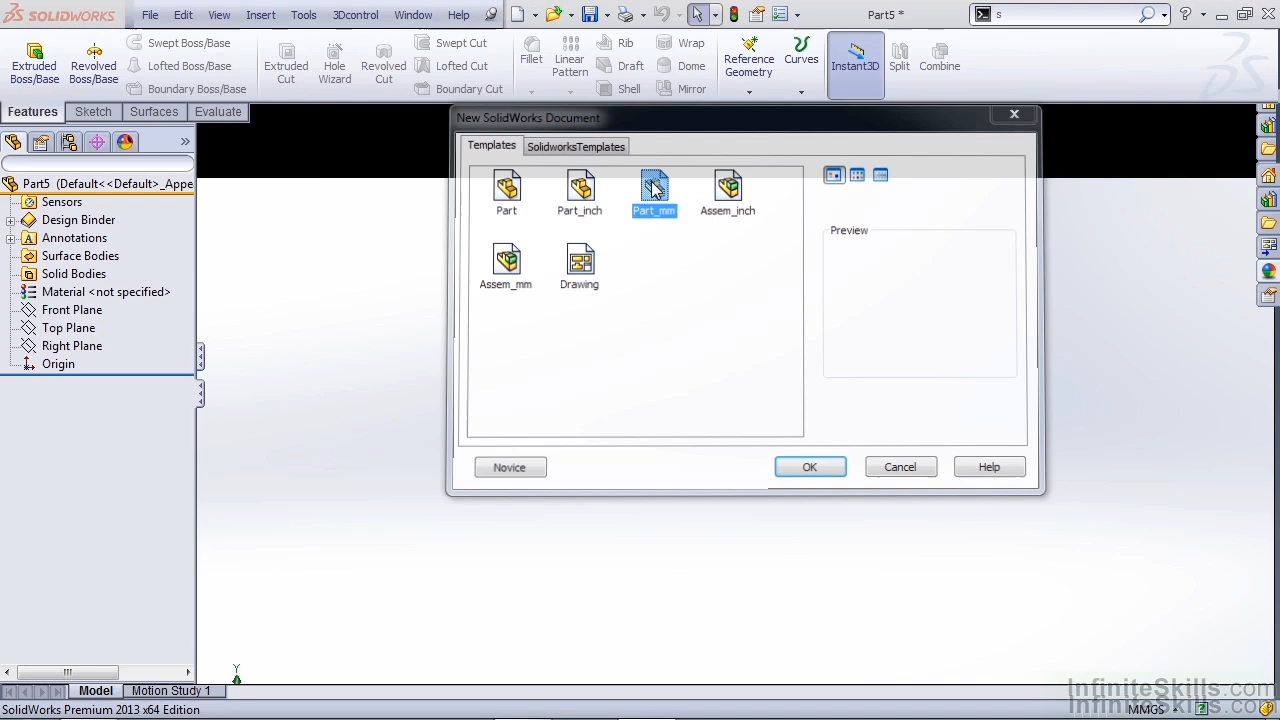 SOLIDWORKS File Edit View Insert Tools 3Dcontrol Window Help Part5 * s
Extruded Boss/Base
Revolved Boss/Base
Swept Boss/Base
Lofted Boss/Base
Boundary Boss/Base
Extruded Cut
Hole Wizard
Revolved Cut
Swept Cut
Lofted Cut
Boundary Cut
Fillet
Linear Pattern
Rib
Draft
Shell
Wrap
Dome
Mirror
Reference Geometry
Curves
Instant3D
Split
Combine
Features Sketch Surfaces Evaluate
Part5 (Default<<Default>_Appe
Sensors
Design Binder
Annotations
Surface Bodies
Solid Bodies
Material <not specified>
Front Plane
Top Plane
Right Plane
Origin
New SolidWorks Document
Templates SolidworksTemplates
Part Part_inch Part_mm Assem_inch
Assem_mm Drawing
Preview
Novice OK Cancel Help
Y
Model Motion Study 1
SolidWorks Premium 2013 x64 Edition
MMGS
InfiniteSkills.com
InfiniteSkills.com